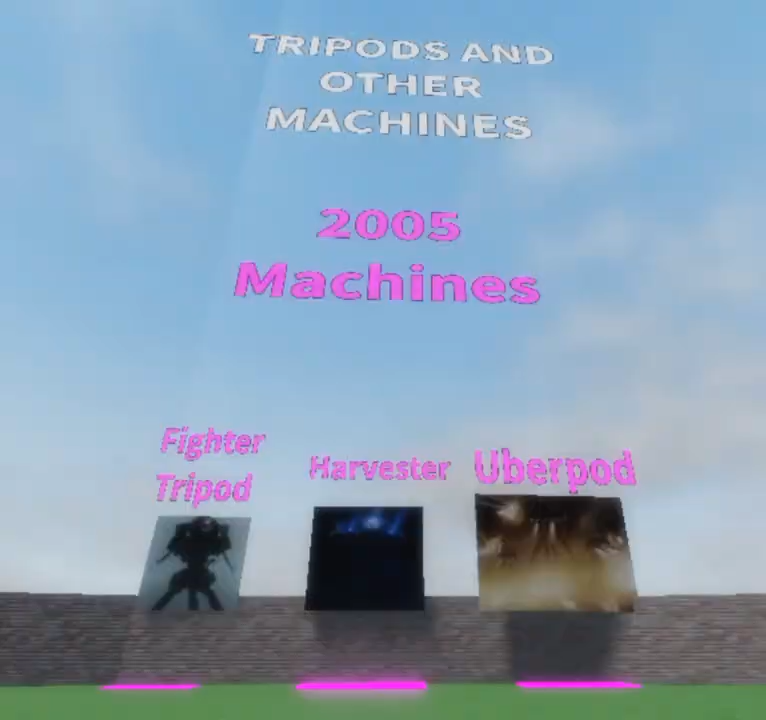 TRIPODS AND
OTHER
MACHINES
2005
Machines
Fighter
Tripod
Harvester
Uberpod